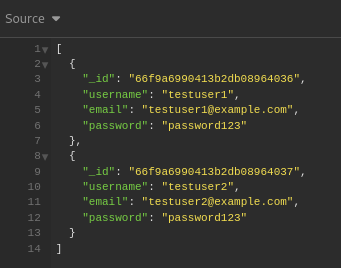 Source
1 [
2 {
3 "_id": "66f9a6990413b2db08964036",
4 "username": "testuser1",
5 "email": "testuser1@example.com",
6 "password": "password123"
7 },
8 {
9 "_id": "66f9a6990413b2db08964037",
10 "username": "testuser2",
11 "email": "testuser2@example.com",
12 "password": "password123"
13 }
14 ]